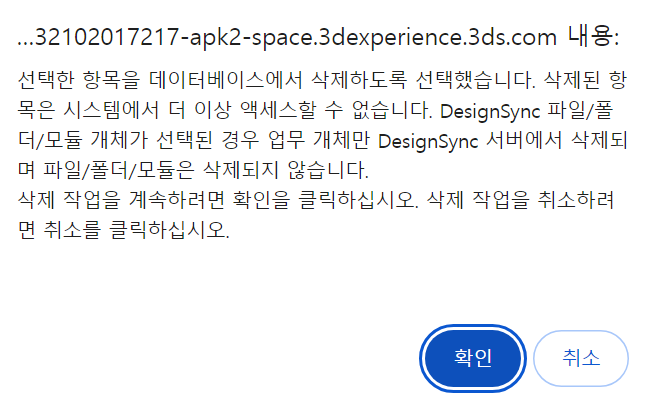 ...32102017217-apk2-space.3dexperience.3ds.com 내용:
선택한 항목을 데이터베이스에서 삭제하도록 선택했습니다. 삭제된 항
목은 시스템에서 더 이상 액세스할 수 없습니다. DesignSync 파일/폴
더/모듈 개체가 선택된 경우 업무 개체만 DesignSync 서버에서 삭제되
며 파일/폴더/모듈은 삭제되지 않습니다.
삭제 작업을 계속하려면 확인을 클릭하십시오. 삭제 작업을 취소하려
면 취소를 클릭하십시오.
확인 취소